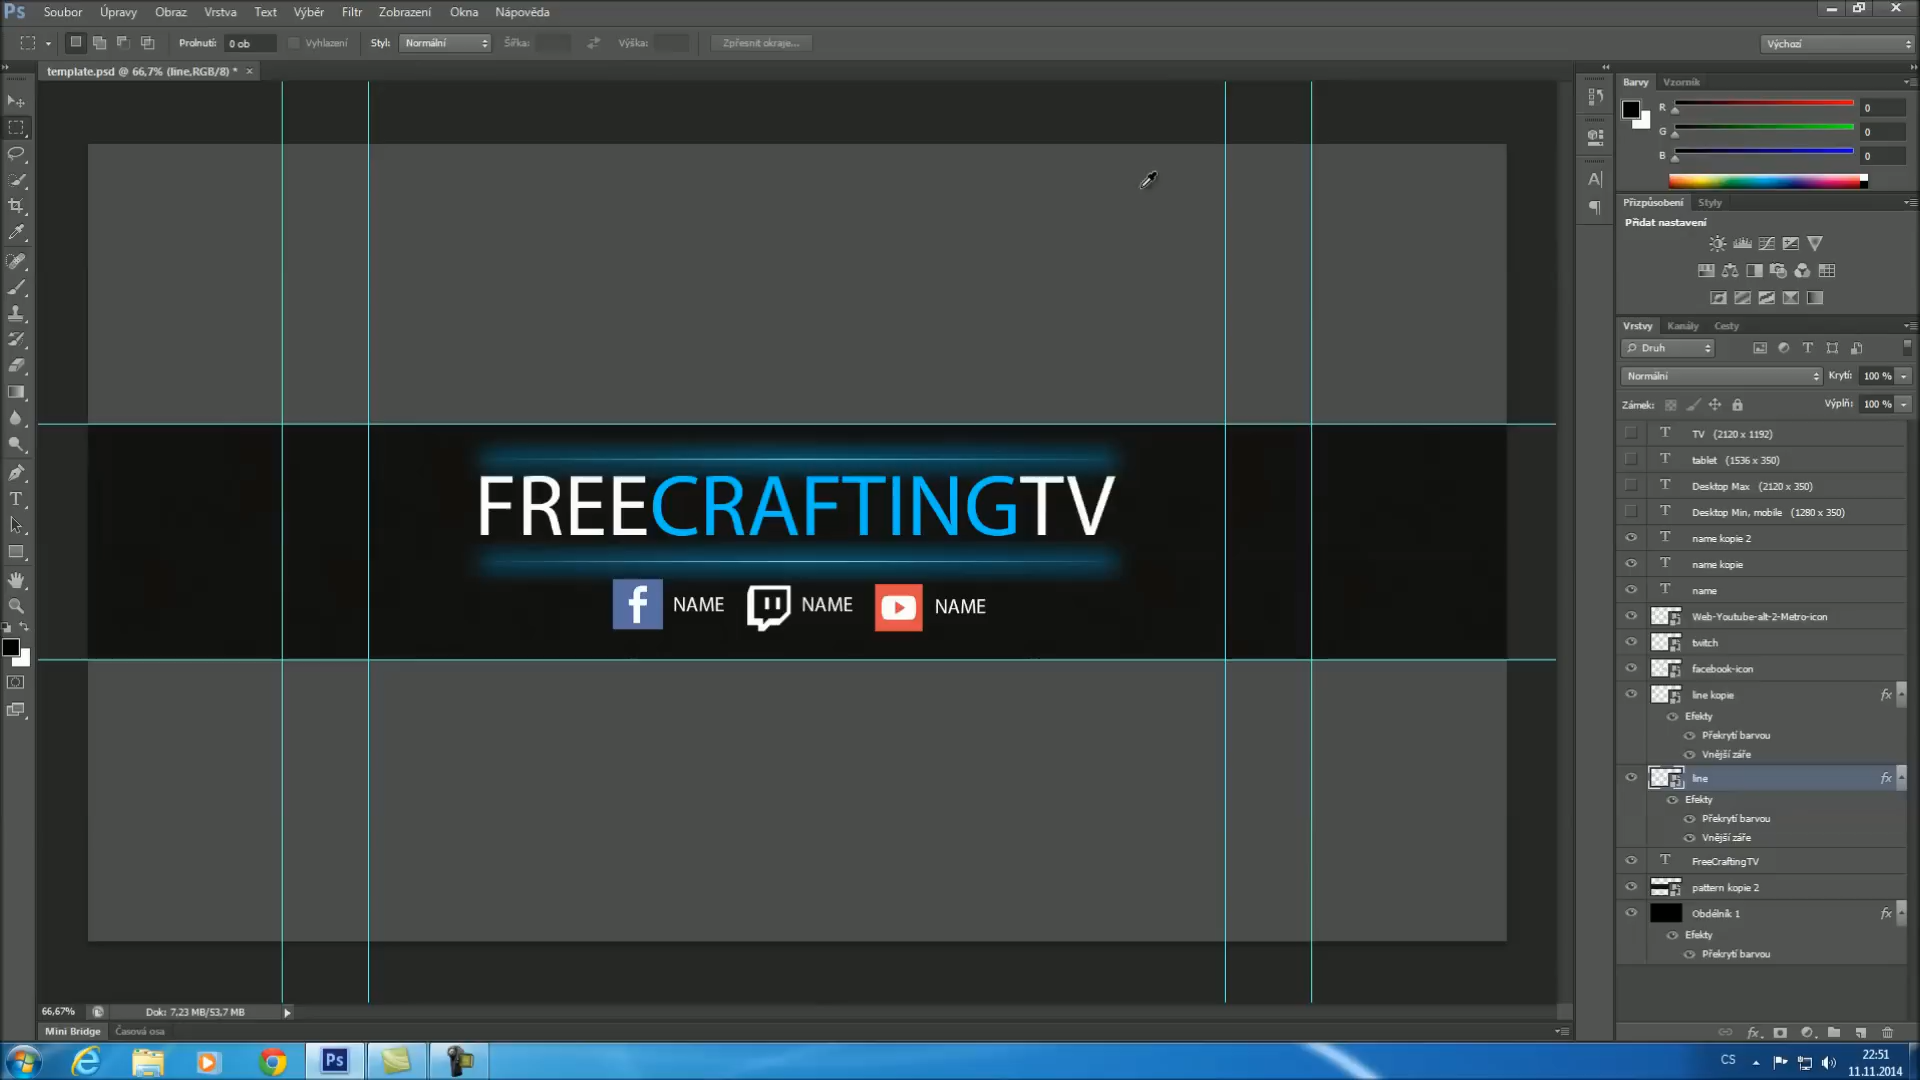 Ps Soubor Úpravy Obraz Vrstva Text Výběr Filtr Zobrazení Okna Nápověda
Prolnutí: 0 ob Vyhlazení Styl: Normální Šířka: Výška: Zpřesnit okraje... Výchozí
template.psd @ 66,7% (line,RGB/8) * ×
Barvy Vzorník
R 0
G 0
B 0
Přizpůsobení Styly
Přidat nastavení
Vrstvy Kanály Cesty
Druh
Normální Krytí: 100 %
Zámek: Výplň: 100 %
TV (2120 x 1192)
tablet (1536 x 350)
Desktop Max (2120 x 350)
Desktop Min, mobile (1280 x 350)
name kopie 2
name kopie
name
Web-Youtube-alt-2-Metro-icon
twitch
facebook-icon
line kopie fx
Efekty
Překrytí barvou
Vnější záře
line fx
Efekty
Překrytí barvou
Vnější záře
FreeCraftingTV
pattern kopie 2
Obdélník 1 fx
Efekty
Překrytí barvou
FREECRAFTINGTV
f NAME NAME NAME
66,67% Dok: 7,23 MB/53,7 MB
Mini Bridge Časová osa
Ps CS 22:51
11.11.2014